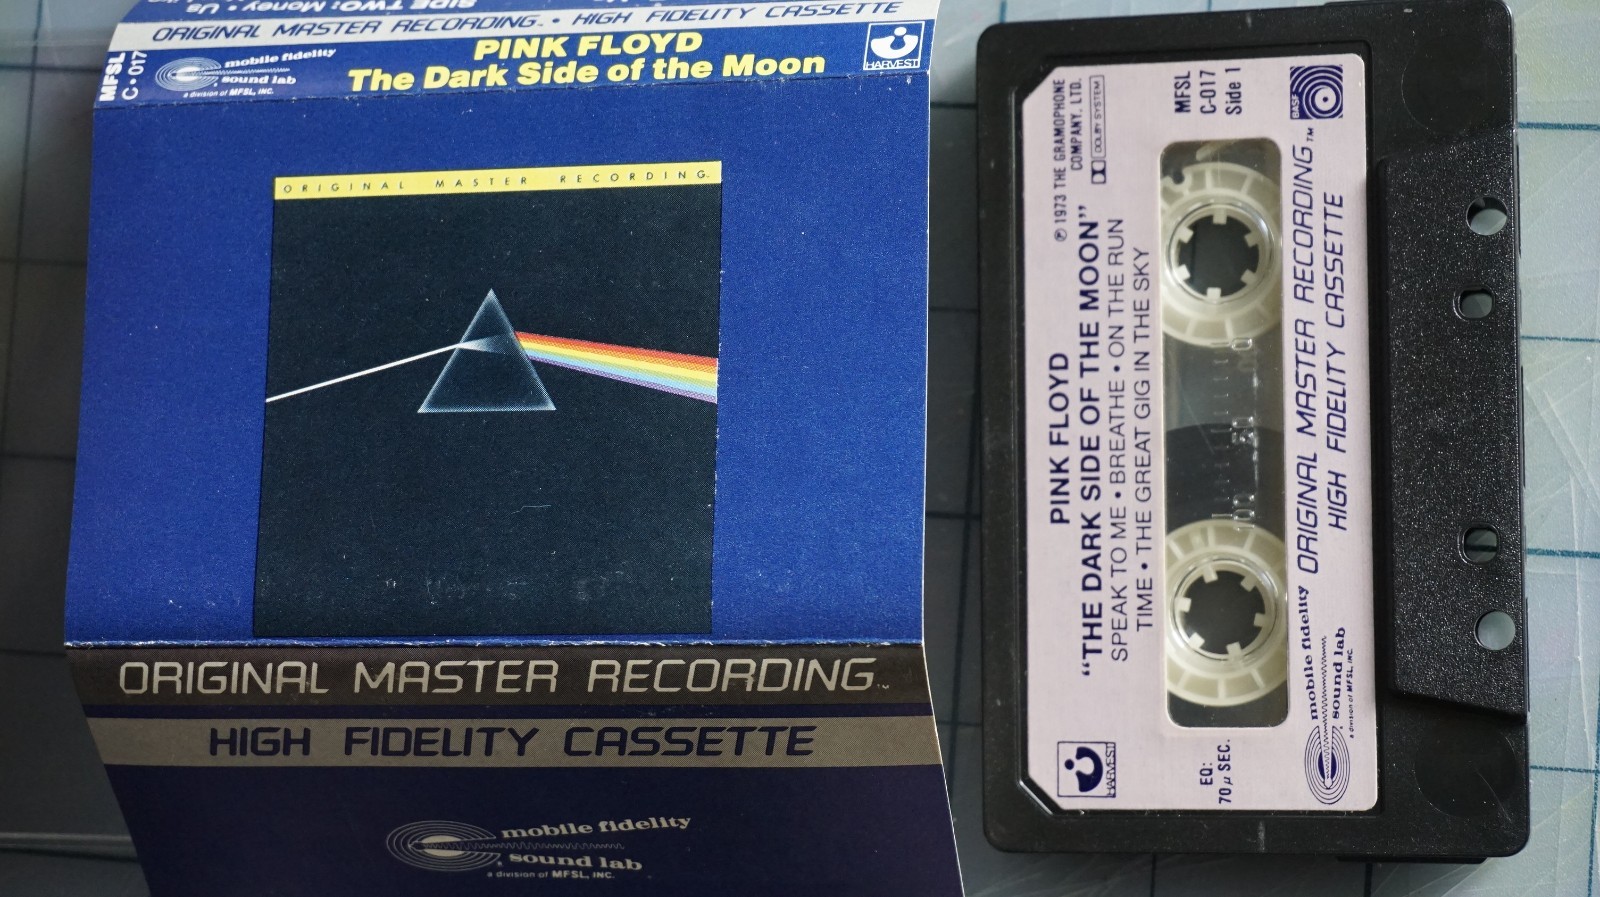 SIDE TWO: Money • Us
ORIGINAL MASTER RECORDING™ • HIGH FIDELITY CASSETTE
MFSL
C•017
mobile fidelity
sound lab
a division of MFSL, INC.
PINK FLOYD
The Dark Side of the Moon
HARVEST
ORIGINAL MASTER RECORDING™
ORIGINAL MASTER RECORDING™
HIGH FIDELITY CASSETTE
mobile fidelity
sound lab
a division of MFSL, INC.
℗ 1973 THE GRAMOPHONE
COMPANY, LTD.
DOLBY SYSTEM
PINK FLOYD
“THE DARK SIDE OF THE MOON”
SPEAK TO ME • BREATHE • ON THE RUN
TIME • THE GREAT GIG IN THE SKY
MFSL
C-017
Side 1
BASF
HARVEST
EQ:
70 μ SEC.
mobile fidelity
sound lab
a division of MFSL, INC.
ORIGINAL MASTER RECORDING™
HIGH FIDELITY CASSETTE